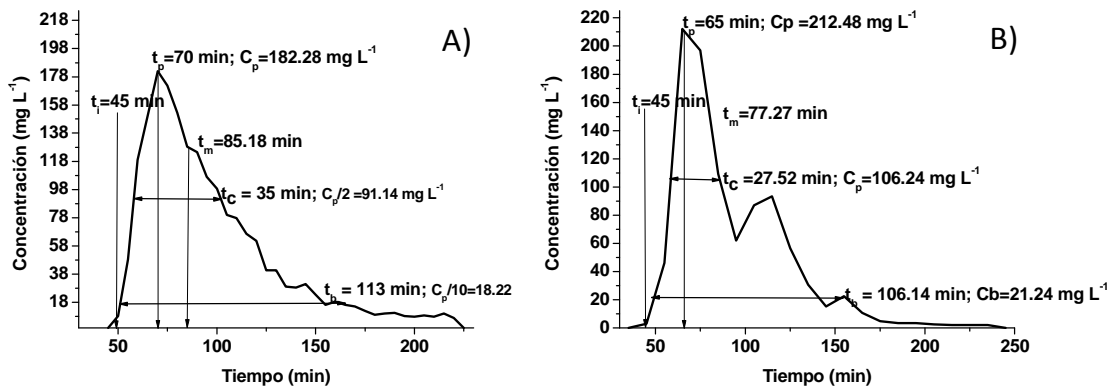 A)
Concentración (mg L⁻¹)
218
198
178
158
138
118
98
78
58
38
18
tₚ=70 min; Cₚ=182.28 mg L⁻¹
tᵢ=45 min
tₘ=85.18 min
t꜀ = 35 min; Cₚ/2 =91.14 mg L⁻¹
t_b = 113 min; Cₚ/10=18.22
50
100
150
200
Tiempo (min)
B)
Concentración (mg L⁻¹)
220
200
180
160
140
120
100
80
60
40
20
0
tₚ=65 min; Cp =212.48 mg L⁻¹
tᵢ=45 min
tₘ=77.27 min
t꜀ =27.52 min; Cₚ=106.24 mg L⁻¹
t_b = 106.14 min; Cb=21.24 mg L⁻¹
50
100
150
200
250
Tiempo (min)